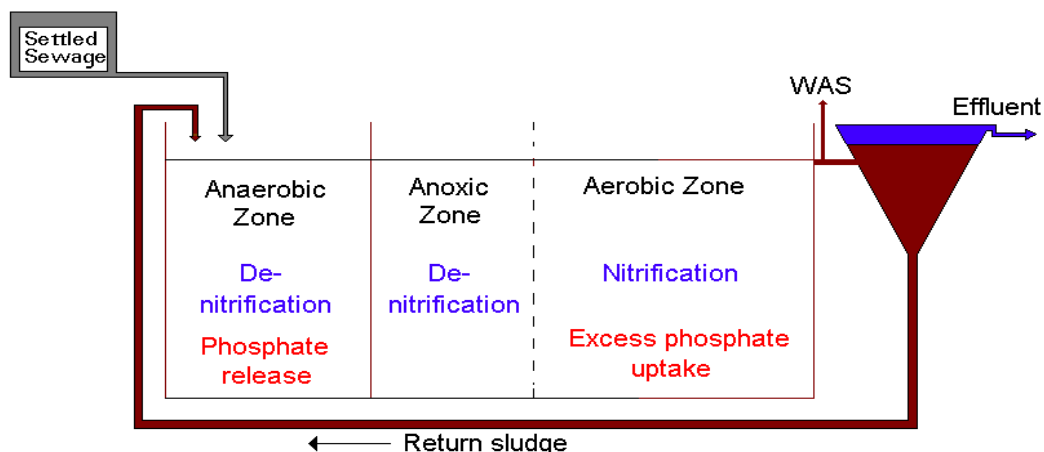 Settled
Sewage
WAS
Effluent
Anaerobic
Zone
Anoxic
Zone
Aerobic Zone
De-
nitrification
De-
nitrification
Nitrification
Phosphate
release
Excess phosphate
uptake
Return sludge